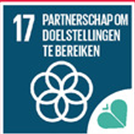 17 PARTNERSCHAP OM
DOELSTELLINGEN
TE BEREIKEN